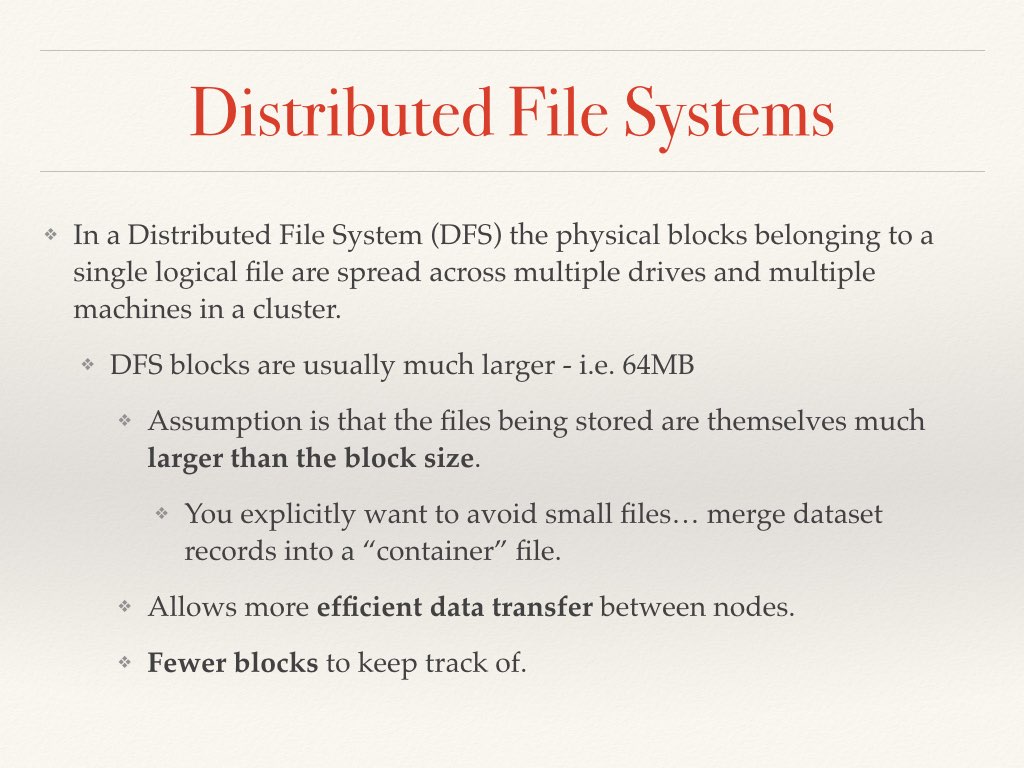 Distributed File Systems
❖ In a Distributed File System (DFS) the physical blocks belonging to a
single logical file are spread across multiple drives and multiple
machines in a cluster.
❖ DFS blocks are usually much larger - i.e. 64MB
❖ Assumption is that the files being stored are themselves much
larger than the block size.
❖ You explicitly want to avoid small files… merge dataset
records into a “container” file.
❖ Allows more efficient data transfer between nodes.
❖ Fewer blocks to keep track of.